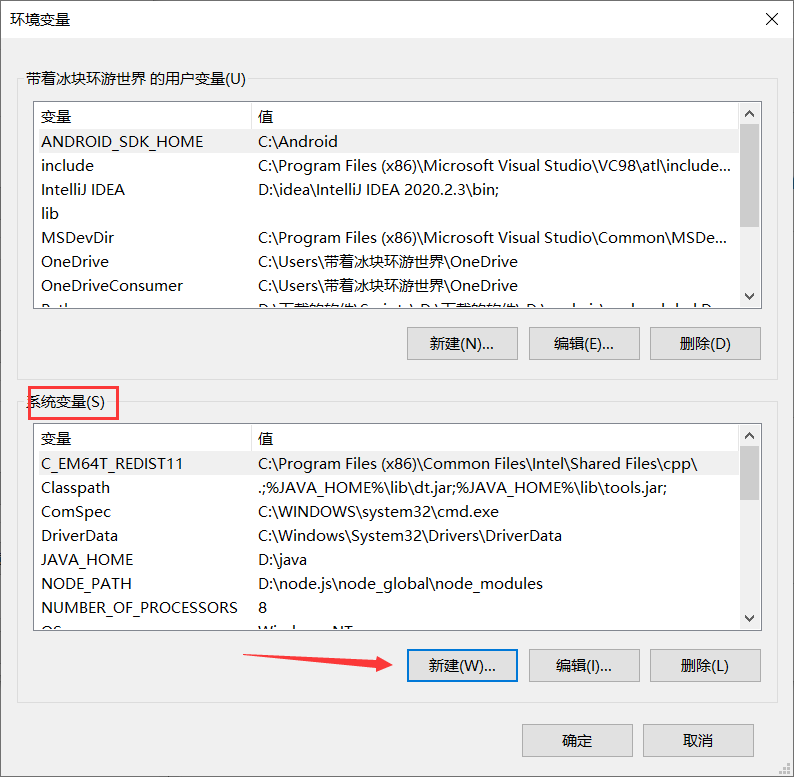 环境变量
带着冰块环游世界 的用户变量(U)
变量 值
ANDROID_SDK_HOME C:\Android
include C:\Program Files (x86)\Microsoft Visual Studio\VC98\atl\include...
IntelliJ IDEA D:\idea\IntelliJ IDEA 2020.2.3\bin;
lib
MSDevDir C:\Program Files (x86)\Microsoft Visual Studio\Common\MSDe...
OneDrive C:\Users\带着冰块环游世界\OneDrive
OneDriveConsumer C:\Users\带着冰块环游世界\OneDrive
新建(N)... 编辑(E)... 删除(D)
系统变量(S)
变量 值
C_EM64T_REDIST11 C:\Program Files (x86)\Common Files\Intel\Shared Files\cpp\
Classpath .;%JAVA_HOME%\lib\dt.jar;%JAVA_HOME%\lib\tools.jar;
ComSpec C:\WINDOWS\system32\cmd.exe
DriverData C:\Windows\System32\Drivers\DriverData
JAVA_HOME D:\java
NODE_PATH D:\node.js\node_global\node_modules
NUMBER_OF_PROCESSORS 8
OS Windows_NT
新建(W)... 编辑(I)... 删除(L)
确定 取消